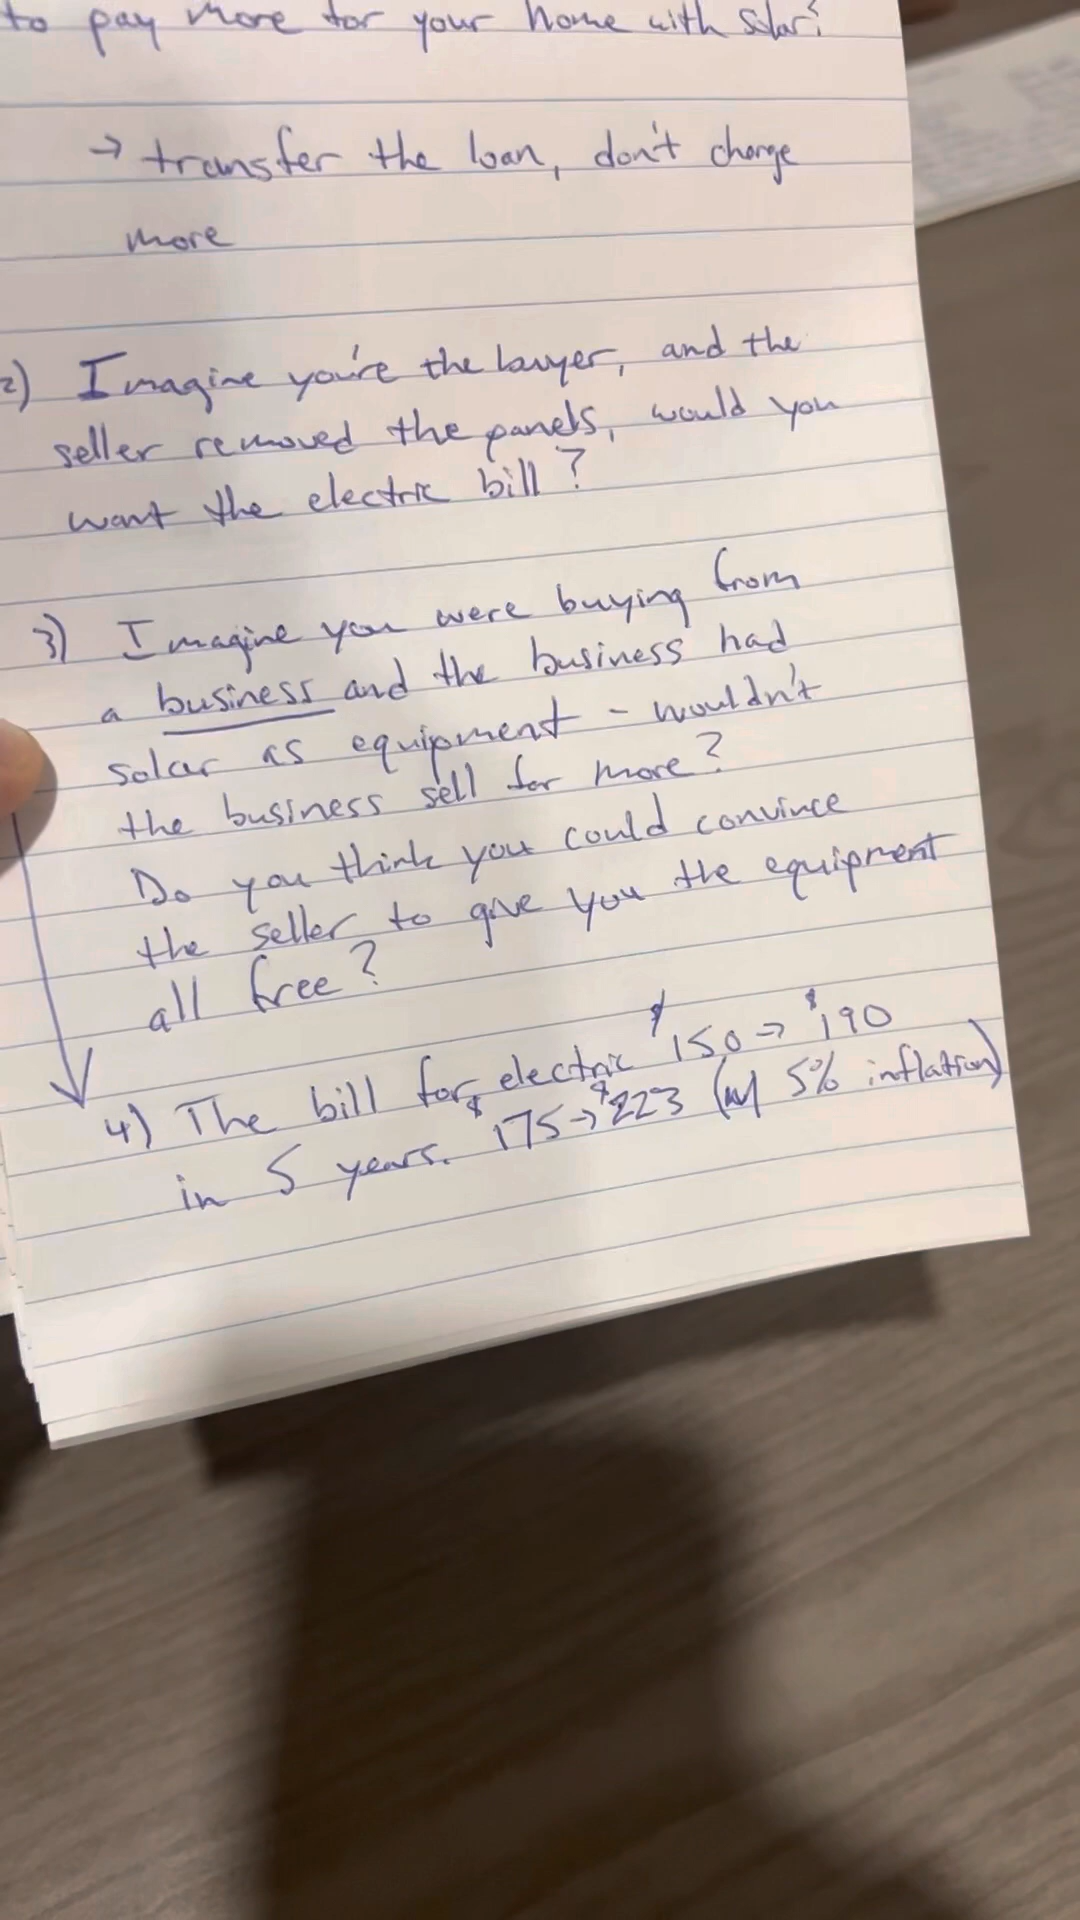 to pay more for your home with solar?
→ transfer the loan, don't charge
more
2) Imagine you're the buyer, and the
seller removed the panels, would you
want the electric bill?
3) Imagine you were buying from
a business and the business had
solar as equipment - wouldn't
the business sell for more?
Do you think you could convince
the seller to give you the equipment
all free?
4) The bill for electric $150 → $190
in 5 years. $175 → $223 (w/ 5% inflation)